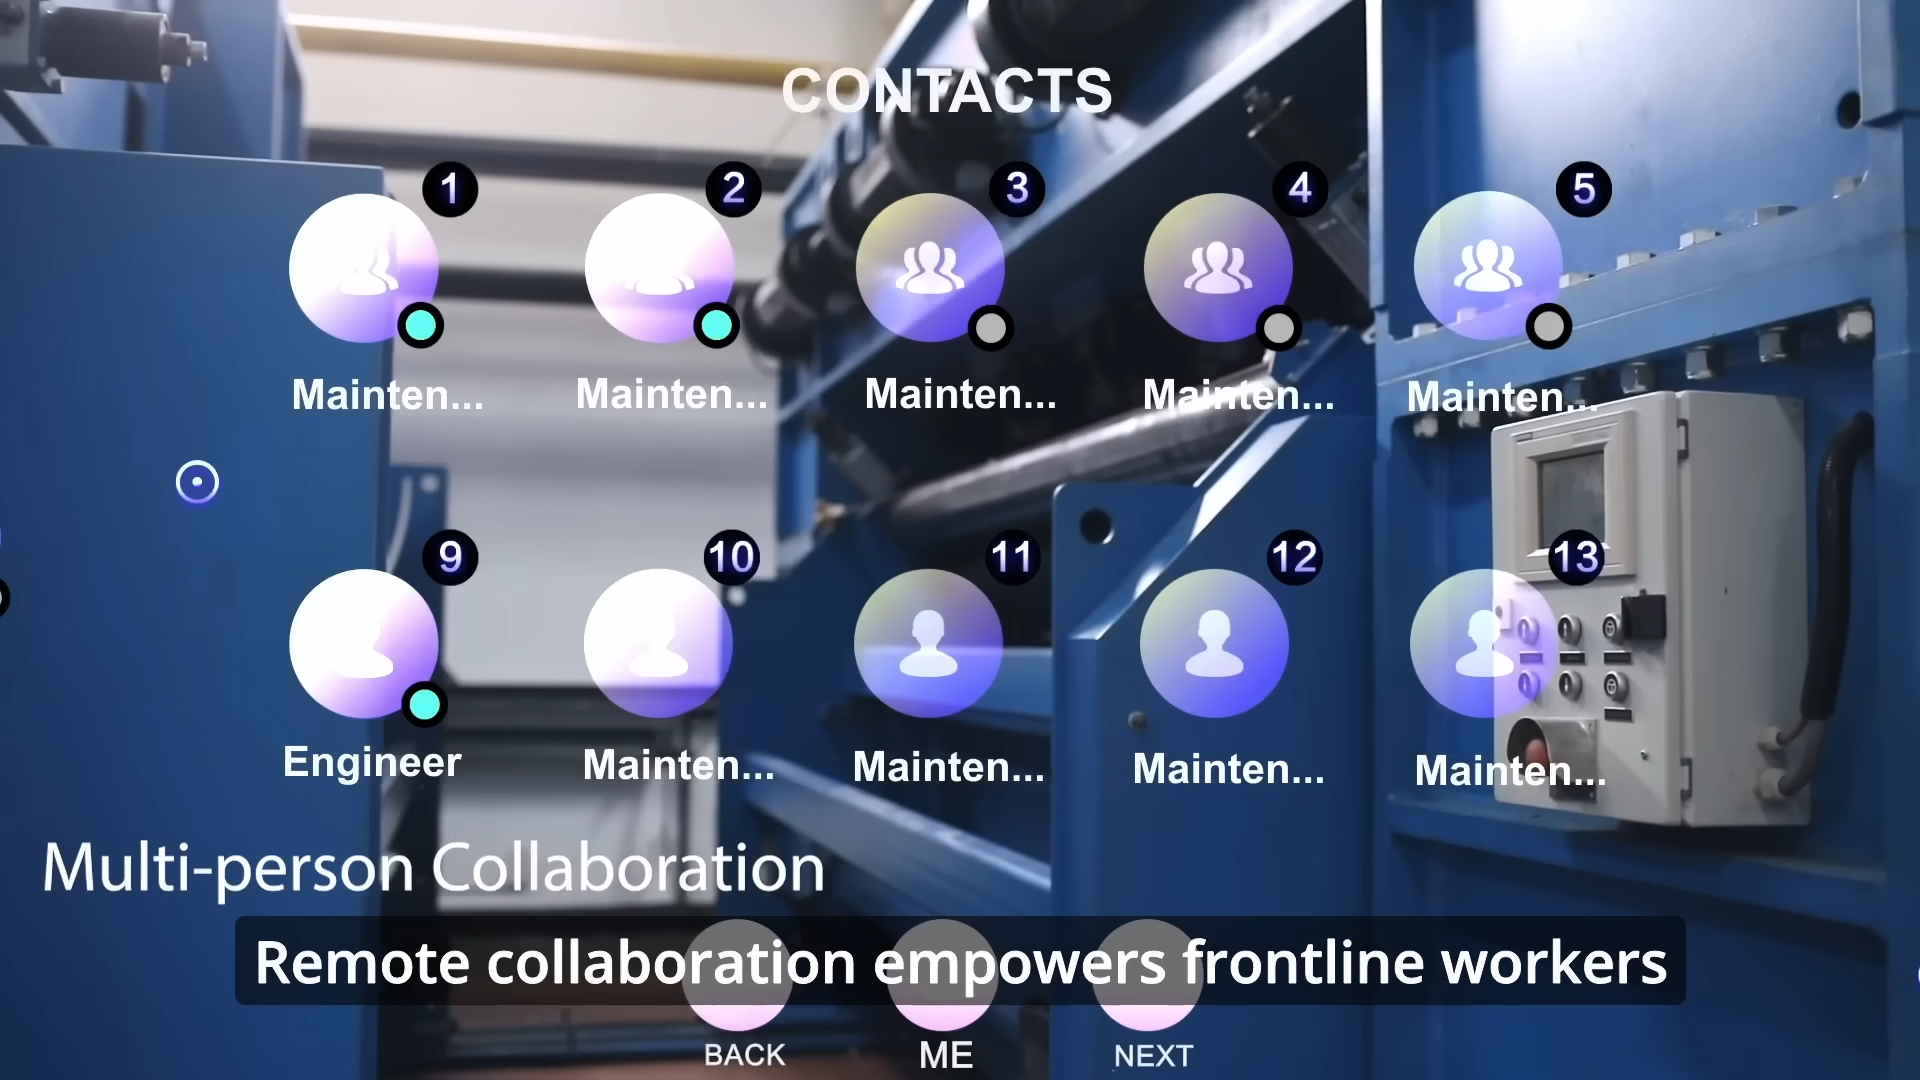 CONTACTS
1
2
3
4
5
Mainten...
Mainten...
Mainten...
Mainten...
Mainten...
9
10
11
12
13
Engineer
Mainten...
Mainten...
Mainten...
Mainten...
Multi-person Collaboration
Remote collaboration empowers frontline workers
BACK
ME
NEXT